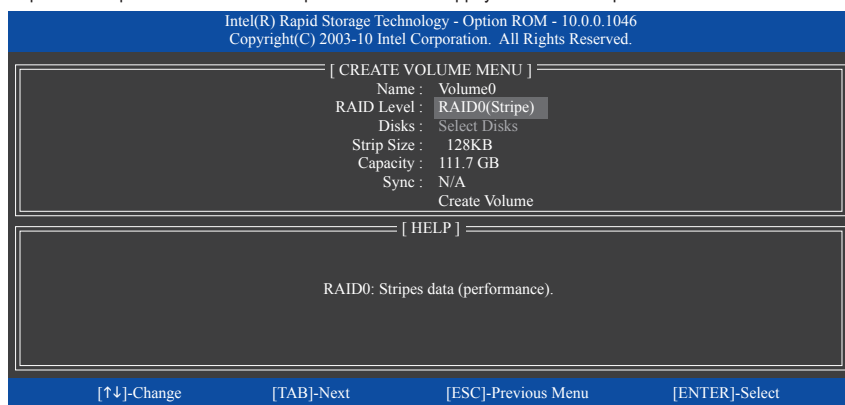 Intel(R) Rapid Storage Technology - Option ROM - 10.0.0.1046
Copyright(C) 2003-10 Intel Corporation. All Rights Reserved.
[ CREATE VOLUME MENU ]
Name : Volume0
RAID Level : RAID0(Stripe)
Disks : Select Disks
Strip Size : 128KB
Capacity : 111.7 GB
Sync : N/A
Create Volume
[ HELP ]
RAID0: Stripes data (performance).
[↑↓]-Change [TAB]-Next [ESC]-Previous Menu [ENTER]-Select